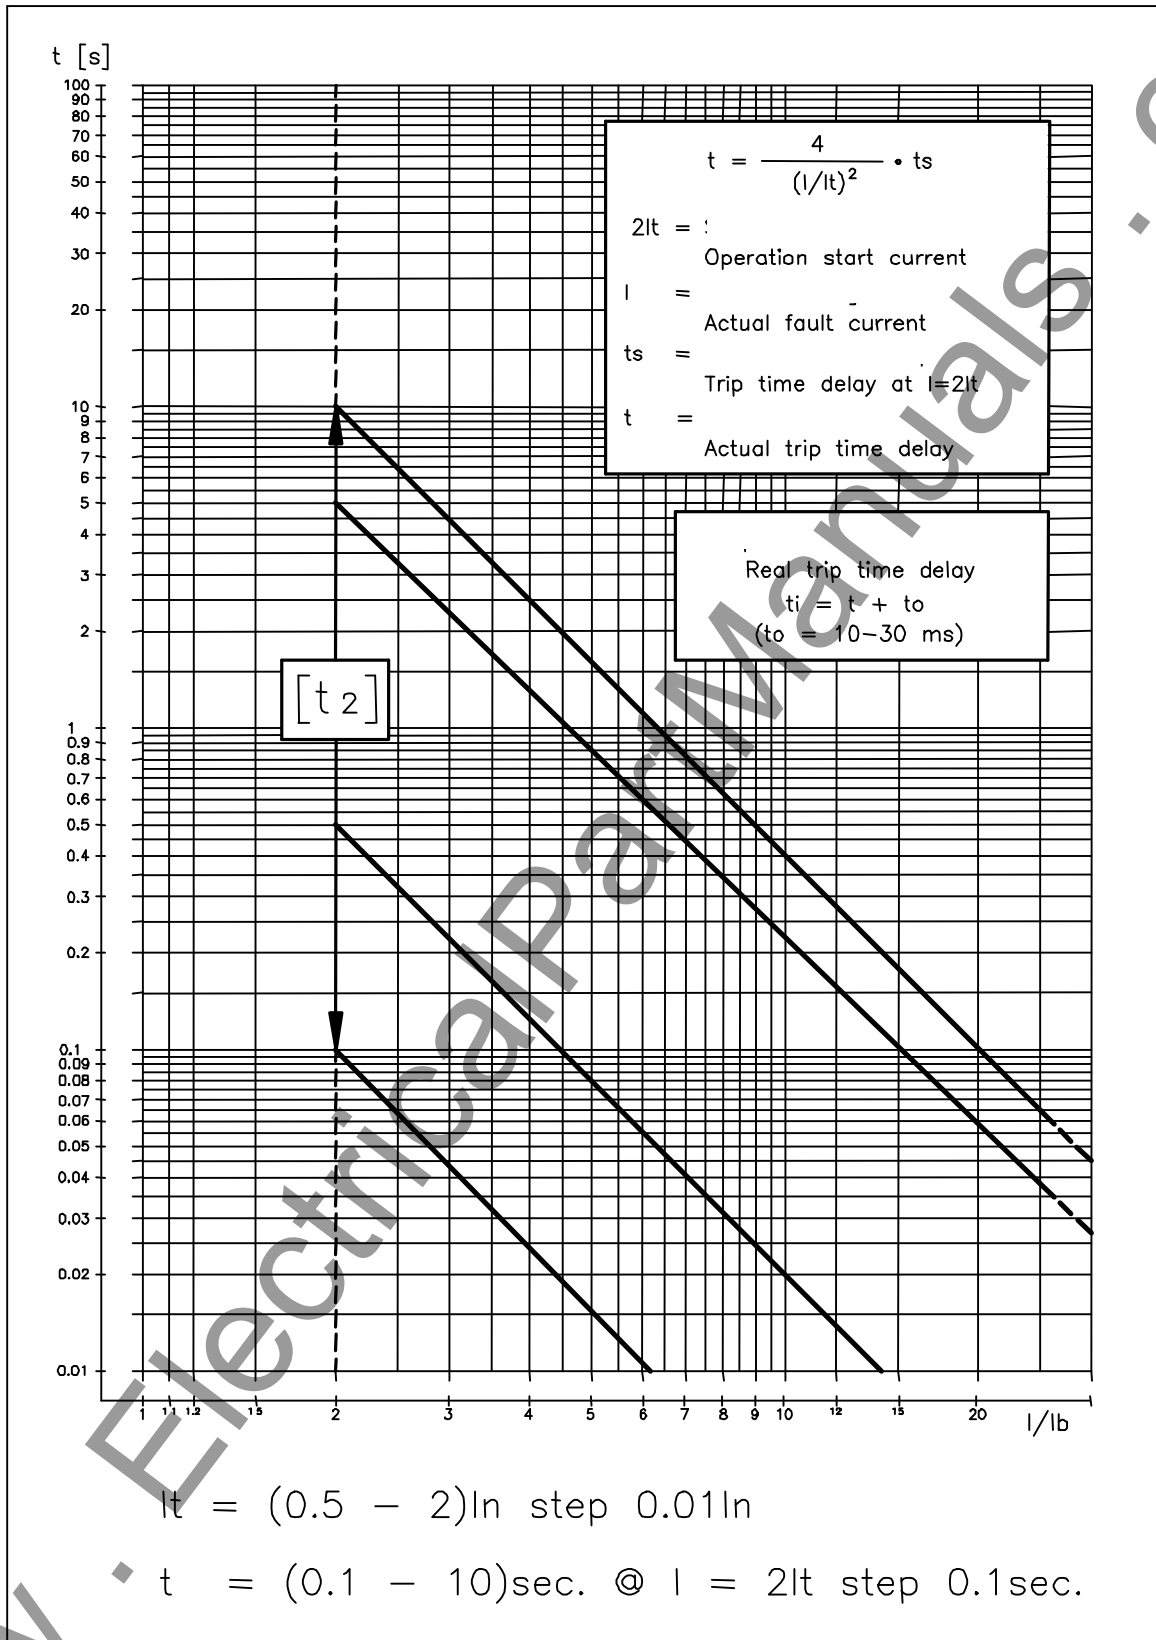 t [s]
100
90
80
70
60
50
40
30
20
10
9
8
7
6
5
4
3
2
1
0.9
0.8
0.7
0.6
0.5
0.4
0.3
0.2
0.1
0.09
0.08
0.07
0.06
0.05
0.04
0.03
0.02
0.01
t = 4 / (I/It)² • ts
2It =
Operation start current
I =
Actual fault current
ts =
Trip time delay at I=2It
t =
Actual trip time delay
Real trip time delay
ti = t + to
(to = 10-30 ms)
[t2]
1 1.1 1.2 15 2 3 4 5 6 7 8 9 10 12 15 20
I/Ib
It = (0.5 - 2)In step 0.01In
t = (0.1 - 10)sec. @ I = 2It step 0.1sec.
. ElectricalPartManuals .